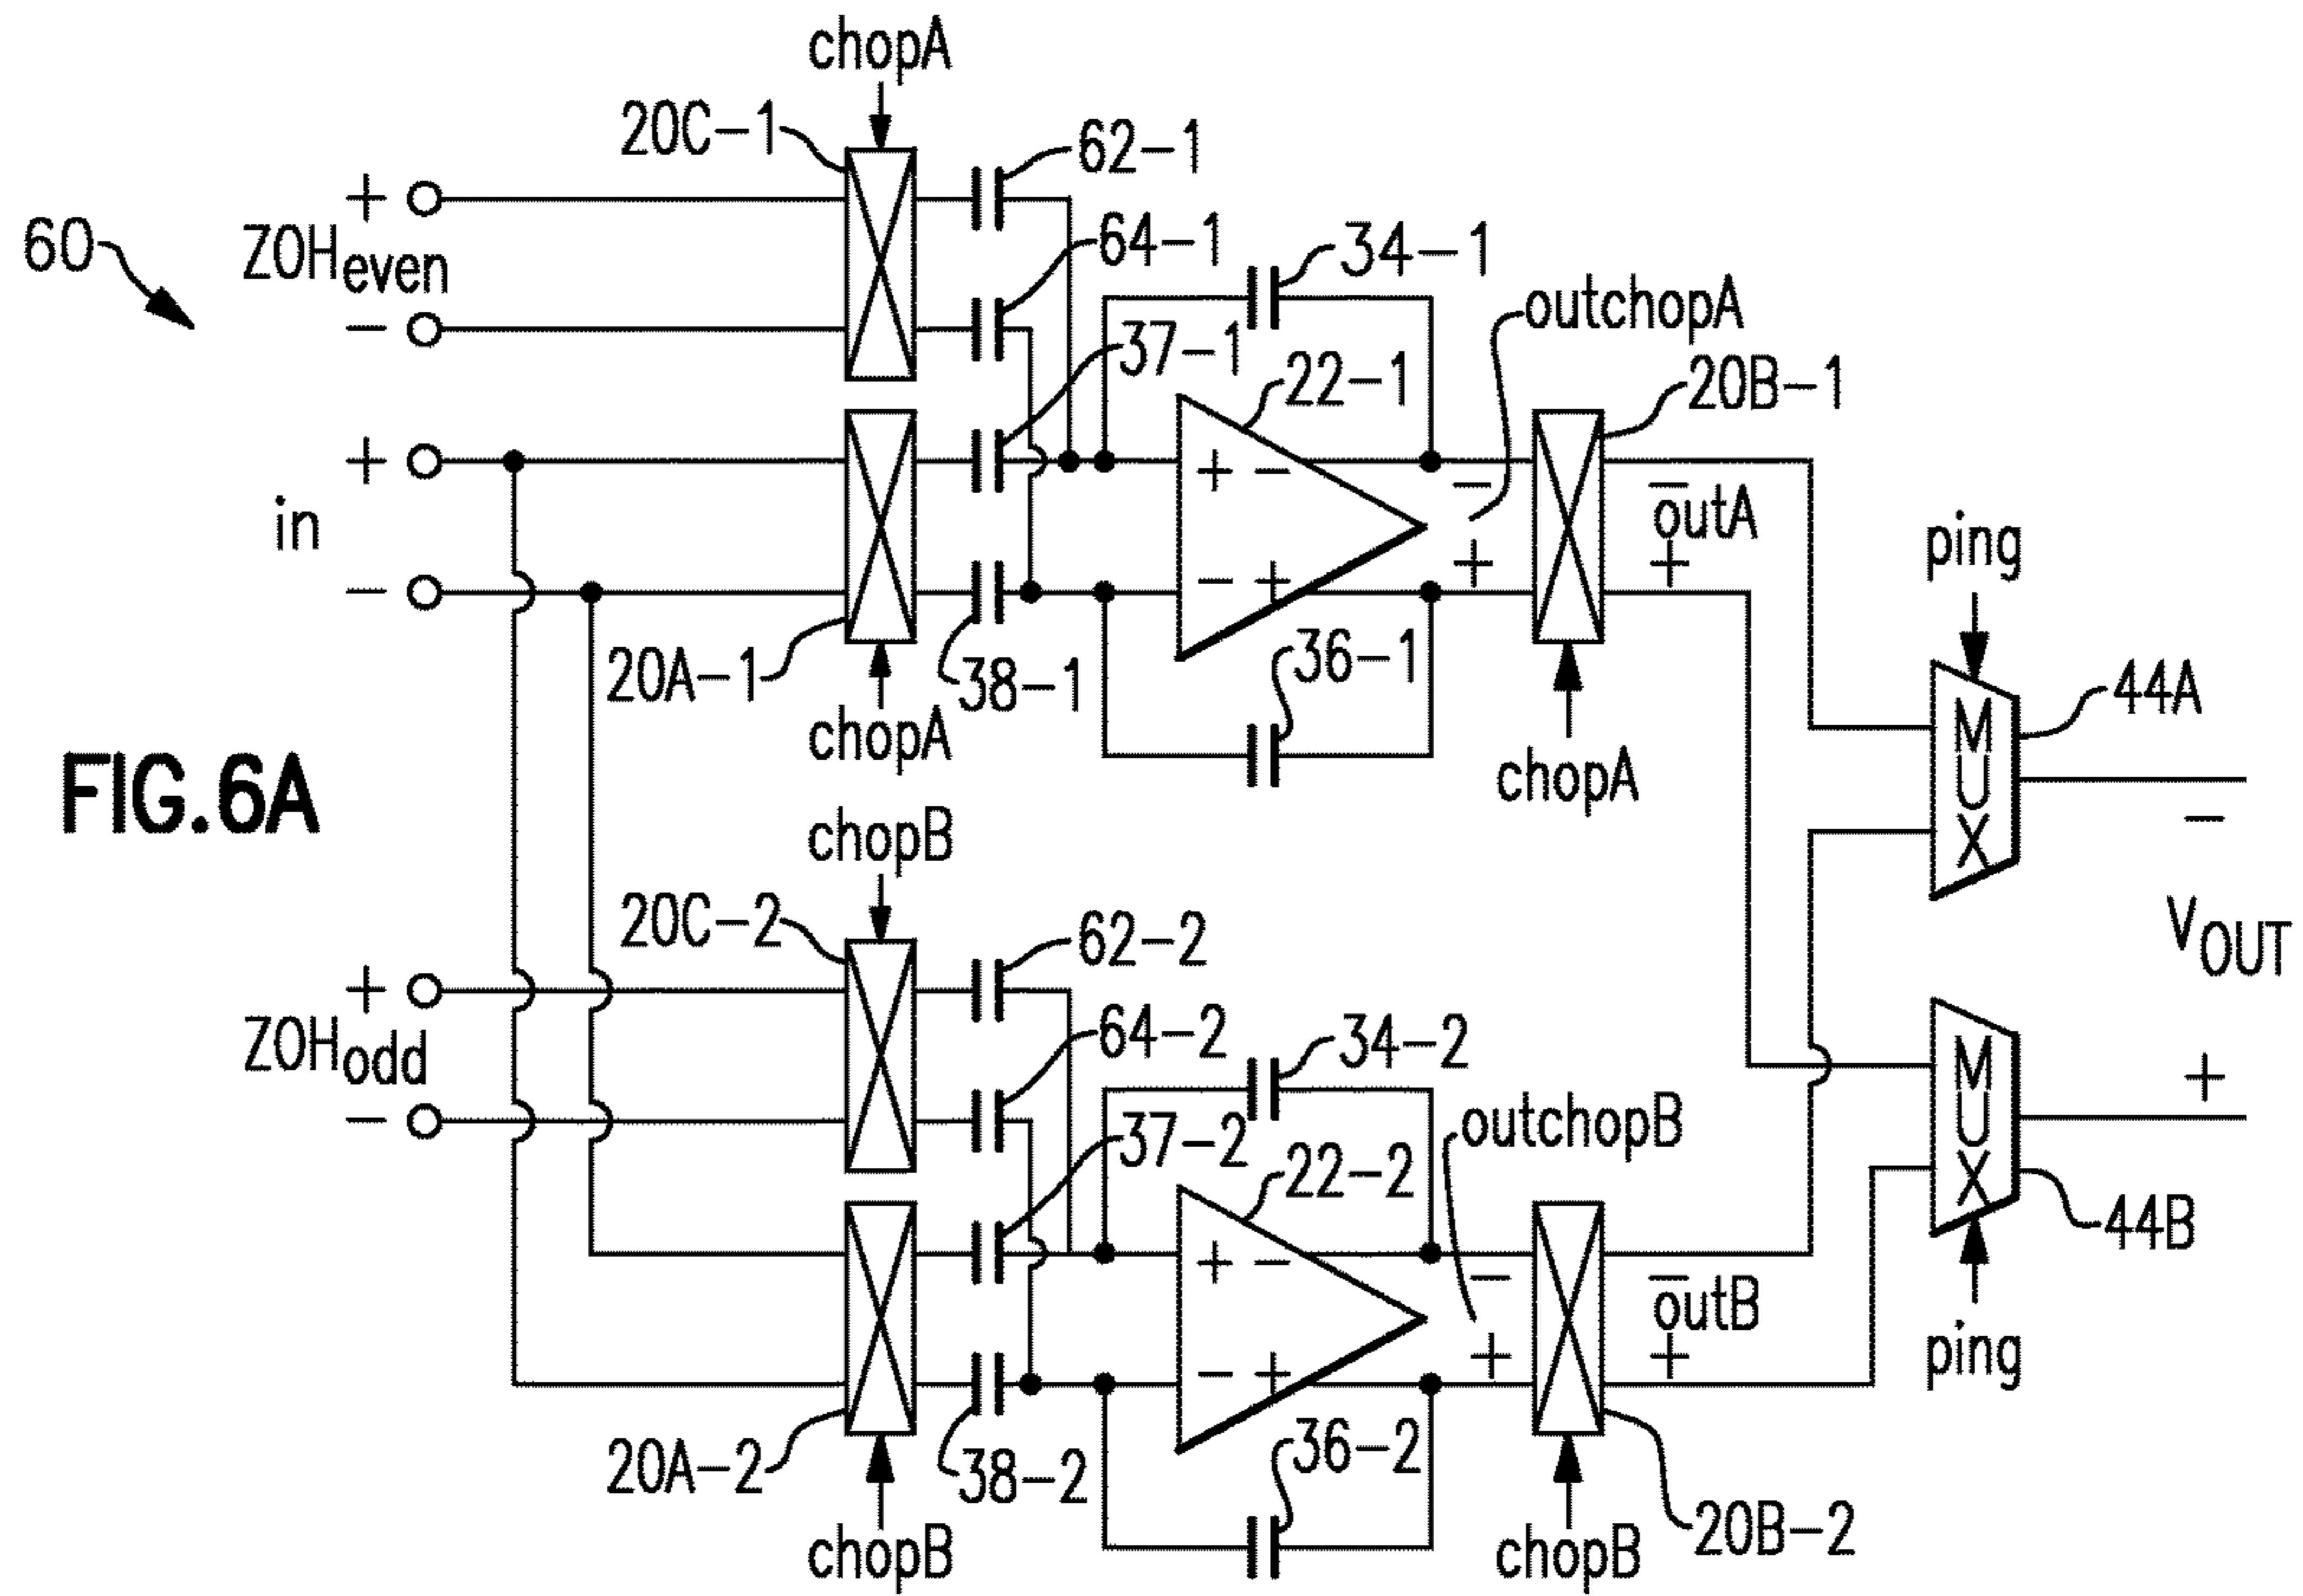 chopA
20C-1
62-1
+
60
ZOHeven
64-1
34-1
−
37-1
outchopA
22-1
20B-1
+
+ −
−
− outA
in
ping
−
− +
+
+
20A-1
38-1
36-1
44A
chopA
chopA
MUX
FIG.6A
−
chopB
20C-2
62-2
VOUT
+
ZOHodd
64-2
34-2
MUX
+
−
37-2
outchopB
22-2
44B
+ −
−
− outB
ping
− +
+
+
20A-2
38-2
36-2
20B-2
chopB
chopB